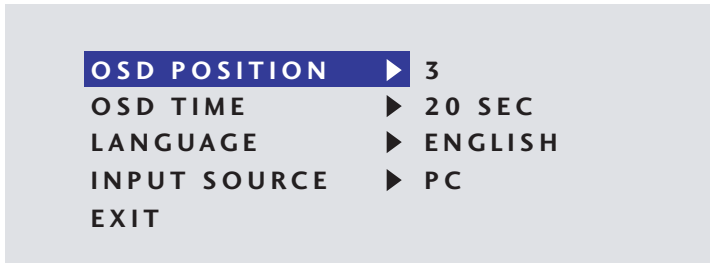 OSD POSITION ▶ 3
OSD TIME ▶ 20 SEC
LANGUAGE ▶ ENGLISH
INPUT SOURCE ▶ PC
EXIT